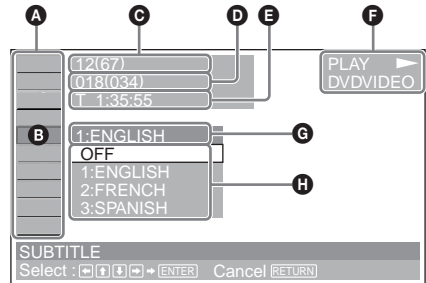 A
C
D
E
F
12(67)
018(034)
T 1:35:55
PLAY
DVDVIDEO
B
1:ENGLISH
G
OFF
1:ENGLISH
2:FRENCH
3:SPANISH
H
SUBTITLE
Select : ←↑↓→ → ENTER Cancel RETURN